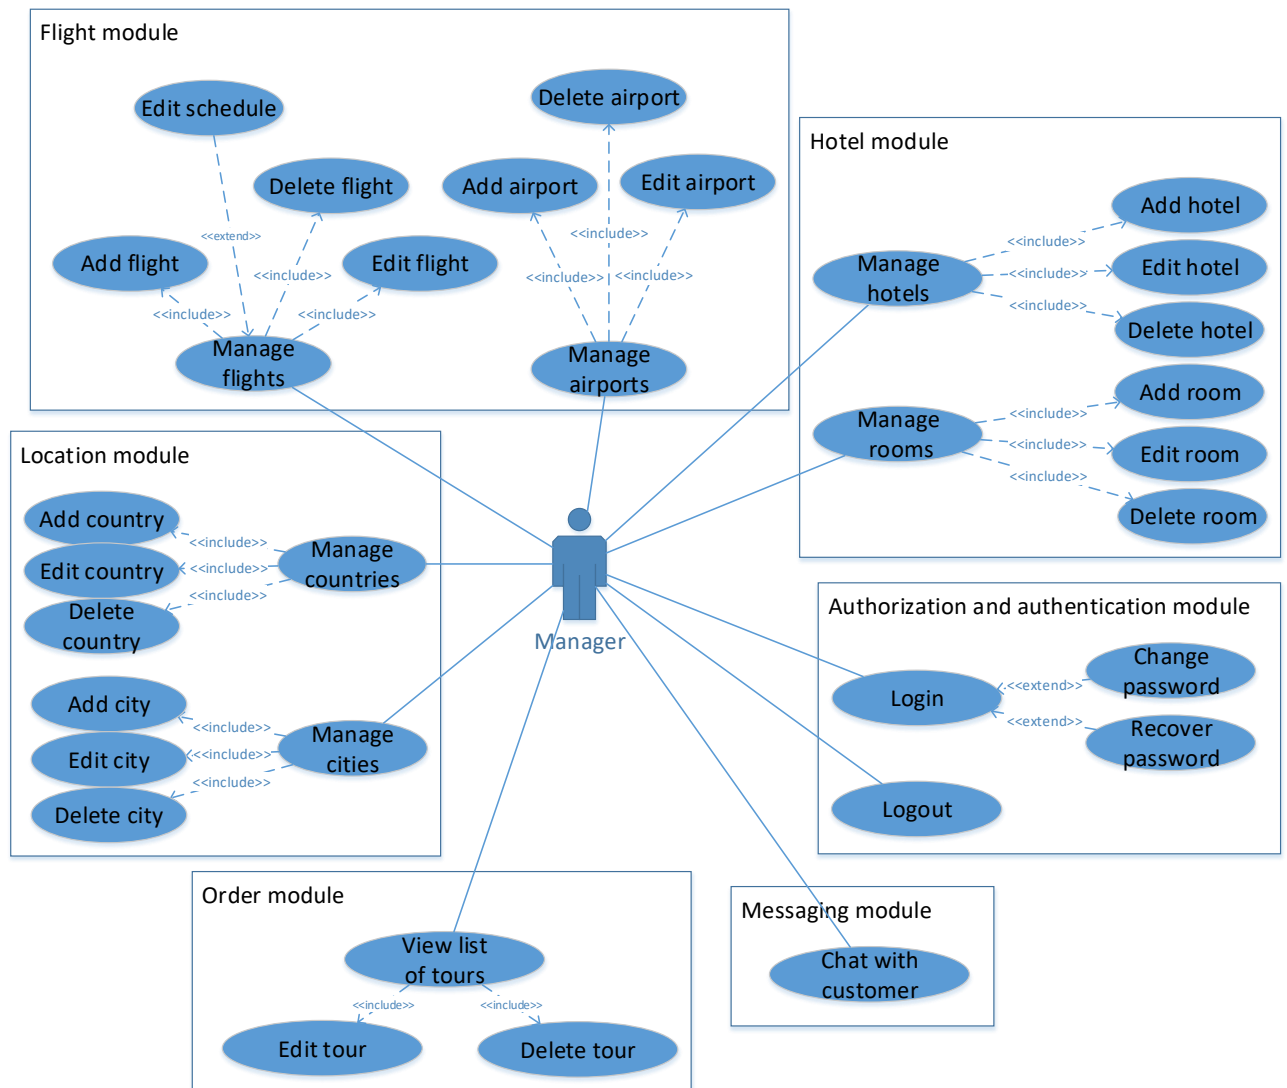 Flight module
Edit schedule
Delete airport
Delete flight
Add airport
Edit airport
<<extend>>
<<include>>
Add flight
Edit flight
<<include>>
<<include>>
<<include>>
<<include>>
<<include>>
<<include>>
Manage
flights
Manage
airports
Hotel module
Add hotel
<<include>>
Manage
hotels
Edit hotel
<<include>>
<<include>>
Delete hotel
Add room
<<include>>
Manage
rooms
Edit room
<<include>>
<<include>>
Delete room
Location module
Add country
<<include>>
Manage
countries
Edit country
<<include>>
<<include>>
Delete
country
Add city
<<include>>
Manage
cities
Edit city
<<include>>
<<include>>
Delete city
Manager
Authorization and authentication module
Login
<<extend>>
Change
password
<<extend>>
Recover
password
Logout
Order module
View list
of tours
<<include>>
<<include>>
Edit tour
Delete tour
Messaging module
Chat with
customer